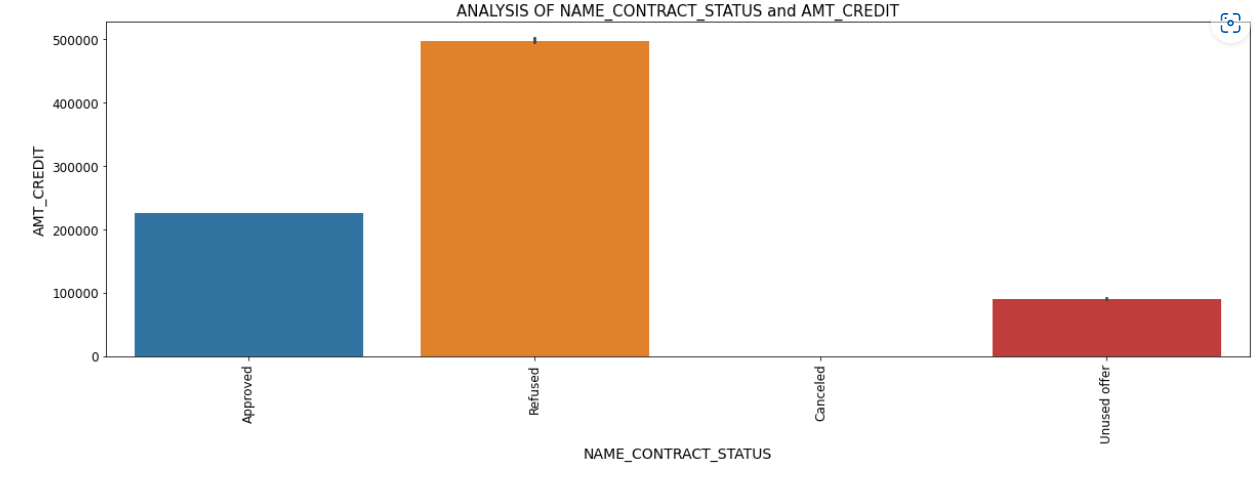 ANALYSIS OF NAME_CONTRACT_STATUS and AMT_CREDIT
500000
400000
300000
200000
100000
0
AMT_CREDIT
Approved
Refused
Canceled
Unused offer
NAME_CONTRACT_STATUS